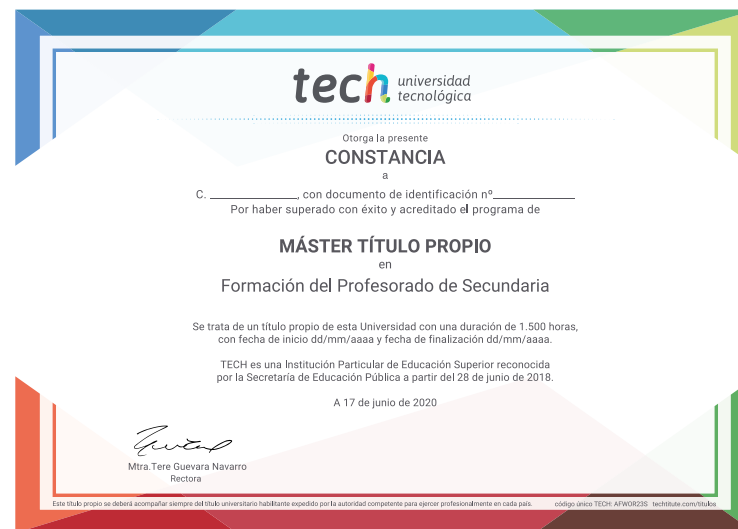 tech universidad
tecnológica
Otorga la presente
CONSTANCIA
a
C. ______________, con documento de identificación nº______________
Por haber superado con éxito y acreditado el programa de
MÁSTER TÍTULO PROPIO
en
Formación del Profesorado de Secundaria
Se trata de un título propio de esta Universidad con una duración de 1.500 horas,
con fecha de inicio dd/mm/aaaa y fecha de finalización dd/mm/aaaa.
TECH es una Institución Particular de Educación Superior reconocida
por la Secretaría de Educación Pública a partir del 28 de junio de 2018.
A 17 de junio de 2020
Mtra.Tere Guevara Navarro
Rectora
Este título propio se deberá acompañar siempre del título universitario habilitante expedido por la autoridad competente para ejercer profesionalmente en cada país. código único TECH: AFWOR23S techtitute.com/titulos